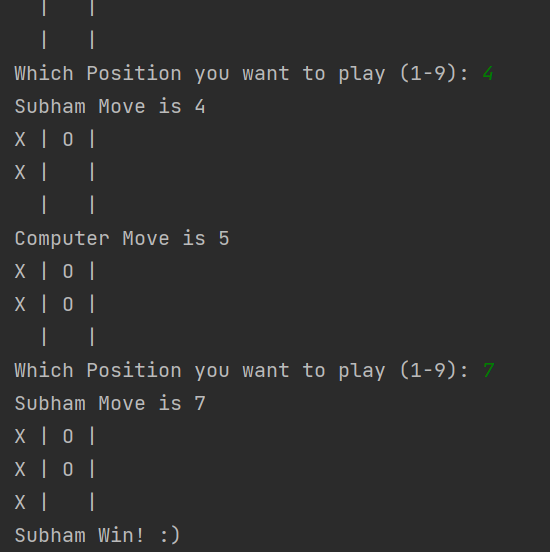 |   |
|   |
Which Position you want to play (1-9): 4
Subham Move is 4
X | O |
X |   |
  |   |
Computer Move is 5
X | O |
X | O |
  |   |
Which Position you want to play (1-9): 7
Subham Move is 7
X | O |
X | O |
X |   |
Subham Win! :)